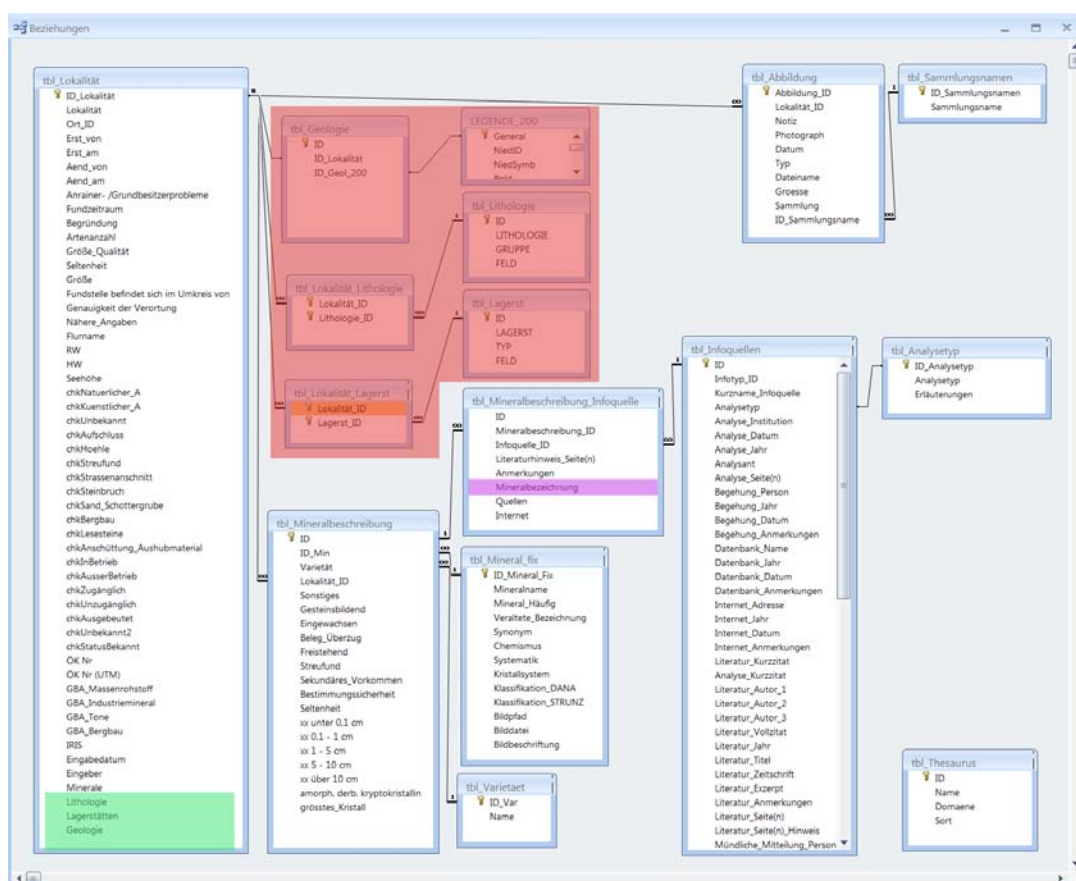 Beziehungen
tbl_Lokalität
ID_Lokalität
Lokalität
Ort_ID
Erst_von
Erst_am
Aend_von
Aend_am
Anrainer- /Grundbesitzerprobleme
Fundzeitraum
Begründung
Artenanzahl
Größe_Qualität
Seltenheit
Größe
Fundstelle befindet sich im Umkreis von
Genauigkeit der Verortung
Nähere_Angaben
Flurname
RW
HW
Seehöhe
chkNatuerlicher_A
chkKuenstlicher_A
chkUnbekannt
chkAufschluss
chkHoehle
chkStreufund
chkStrassenanschnitt
chkSteinbruch
chkSand_Schottergrube
chkBergbau
chkLesesteine
chkAnschüttung_Aushubmaterial
chkInBetrieb
chkAusserBetrieb
chkZugänglich
chkUnzugänglich
chkAusgebeutet
chkUnbekannt2
chkStatusBekannt
ÖK Nr
ÖK Nr (UTM)
GBA_Massenrohstoff
GBA_Industriemineral
GBA_Tone
GBA_Bergbau
IRIS
Eingabedatum
Eingeber
Minerale
Lithologie
Lagerstätten
Geologie
tbl_Geologie
ID
ID_Lokalität
ID_Geol_200
LEGENDE_200
General
NiedID
NiedSymb
tbl_Lithologie
ID
LITHOLOGIE
GRUPPE
FELD
tbl_Lokalität_Lithologie
Lokalität_ID
Lithologie_ID
tbl_Lagerst
ID
LAGERST
TYP
FELD
tbl_Lokalität_Lagerst
Lokalität_ID
Lagerst_ID
tbl_Mineralbeschreibung_Infoquelle
ID
Mineralbeschreibung_ID
Infoquelle_ID
Literaturhinweis_Seite(n)
Anmerkungen
Mineralbezeichnung
Quellen
Internet
tbl_Mineralbeschreibung
ID
ID_Min
Varietät
Lokalität_ID
Sonstiges
Gesteinsbildend
Eingewachsen
Beleg_Überzug
Freistehend
Streufund
Sekundäres_Vorkommen
Bestimmungssicherheit
Seltenheit
xx unter 0,1 cm
xx 0,1 - 1 cm
xx 1 - 5 cm
xx 5 - 10 cm
xx über 10 cm
amorph, derb, kryptokristallin
grösstes_Kristall
tbl_Mineral_fix
ID_Mineral_Fix
Mineralname
Mineral_Häufig
Veraltete_Bezeichnung
Synonym
Chemismus
Systematik
Kristallsystem
Klassifikation_DANA
Klassifikation_STRUNZ
Bildpfad
Bilddatei
Bildbeschriftung
tbl_Varietaet
ID_Var
Name
tbl_Abbildung
Abbildung_ID
Lokalität_ID
Notiz
Photograph
Datum
Typ
Dateiname
Groesse
Sammlung
ID_Sammlungsname
tbl_Sammlungsnamen
ID_Sammlungsnamen
Sammlungsname
tbl_Infoquellen
ID
Infotyp_ID
Kurzname_Infoquelle
Analysetyp
Analyse_Institution
Analyse_Datum
Analyse_Jahr
Analysant
Analyse_Seite(n)
Begehung_Person
Begehung_Jahr
Begehung_Datum
Begehung_Anmerkungen
Datenbank_Name
Datenbank_Jahr
Datenbank_Datum
Datenbank_Anmerkungen
Internet_Adresse
Internet_Jahr
Internet_Datum
Internet_Anmerkungen
Literatur_Kurzzitat
Analyse_Kurzzitat
Literatur_Autor_1
Literatur_Autor_2
Literatur_Autor_3
Literatur_Vollzitat
Literatur_Jahr
Literatur_Titel
Literatur_Zeitschrift
Literatur_Exzerpt
Literatur_Anmerkungen
Literatur_Seite(n)
Literatur_Seite(n)_Hinweis
Mündliche_Mitteilung_Person
tbl_Analysetyp
ID_Analysetyp
Analysetyp
Erläuterungen
tbl_Thesaurus
ID
Name
Domaene
Sort